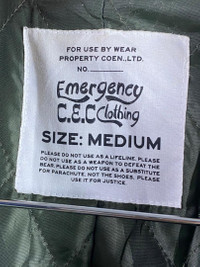 FOR USE BY WEAR
PROPERTY COEN.,LTD.
NO.
Emergency
C.E.C Clothing
SIZE: MEDIUM
PLEASE DO NOT USE AS A LIFELINE. PLEASE
DO NOT USE AS A WEAPON TO DEFEAT THE
REAR. PLEASE DO NOT USE AS A SUBSTITUTE
FOR PARACHUTE. NOT THE SHOES. PLEASE
USE IT FOR JUSTICE.